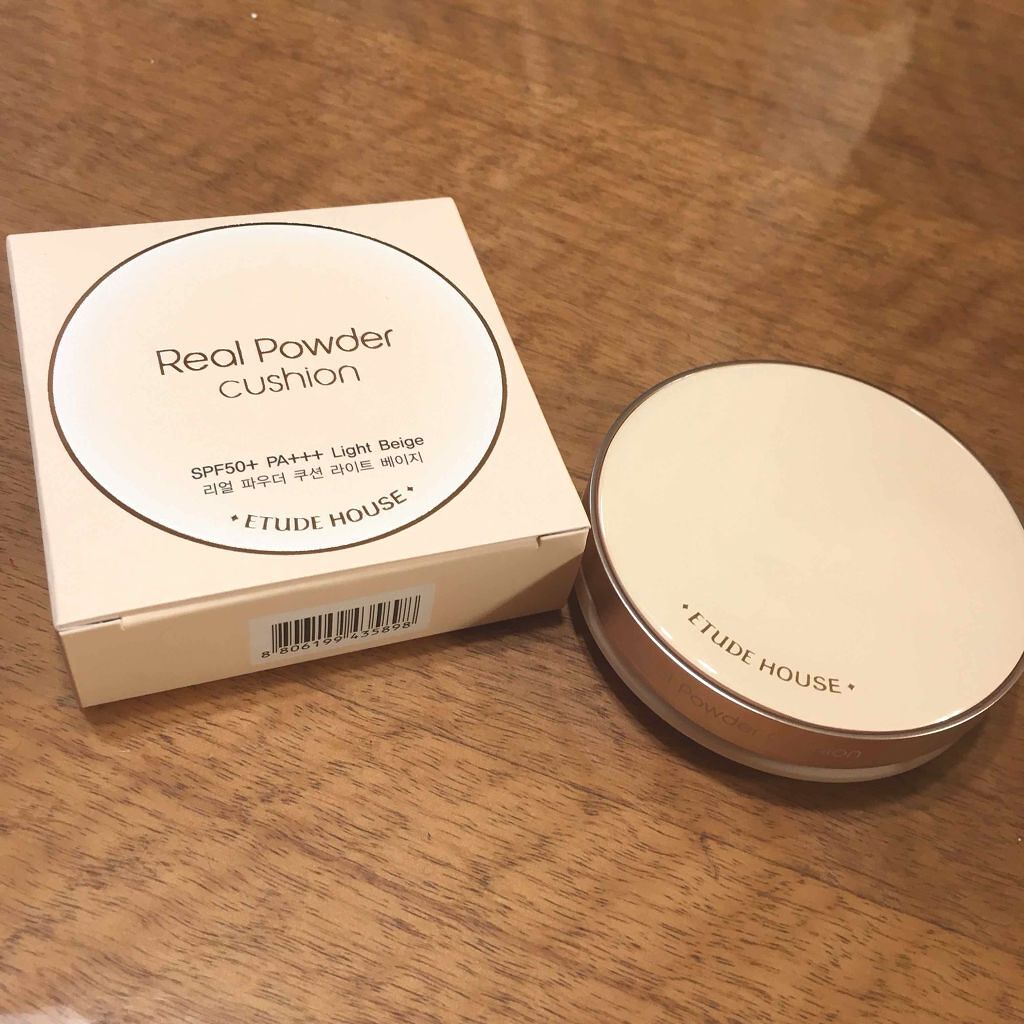 Real Powder
cushion
SPF50+ PA+++ Light Beige
리얼 파우더 쿠션 라이트 베이지
ETUDE HOUSE
8 806199 435898
ETUDE HOUSE
Powder